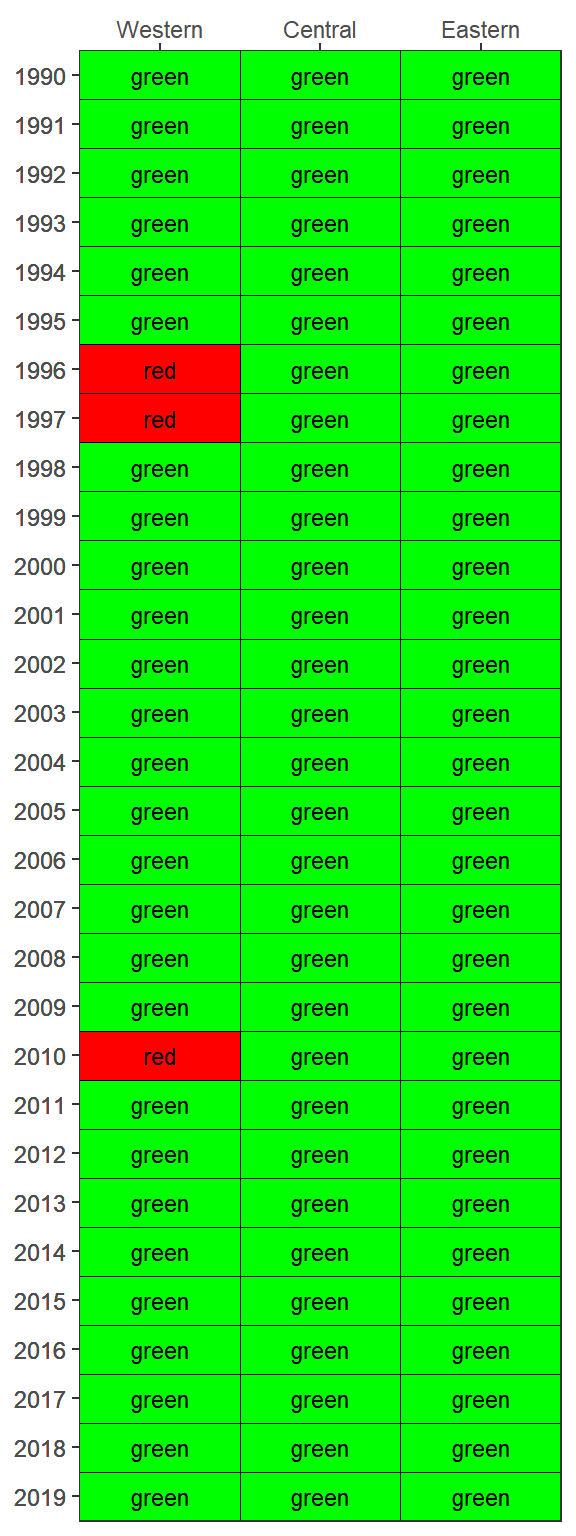 Western Central Eastern
1990 green green green
1991 green green green
1992 green green green
1993 green green green
1994 green green green
1995 green green green
1996 red green green
1997 red green green
1998 green green green
1999 green green green
2000 green green green
2001 green green green
2002 green green green
2003 green green green
2004 green green green
2005 green green green
2006 green green green
2007 green green green
2008 green green green
2009 green green green
2010 red green green
2011 green green green
2012 green green green
2013 green green green
2014 green green green
2015 green green green
2016 green green green
2017 green green green
2018 green green green
2019 green green green